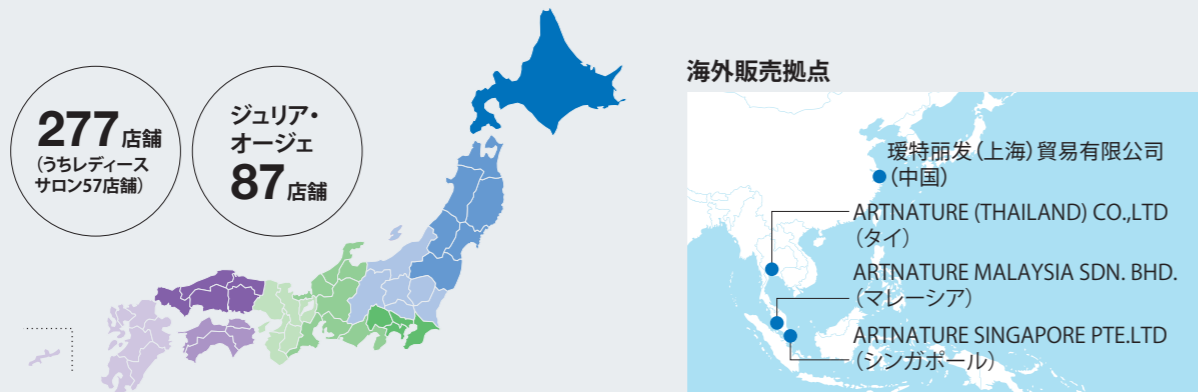 277店舗
(うちレディース
サロン57店舗)
ジュリア・
オージェ
87店舗
海外販売拠点
瑷特丽发(上海)貿易有限公司
(中国)
ARTNATURE (THAILAND) CO.,LTD
(タイ)
ARTNATURE MALAYSIA SDN. BHD.
(マレーシア)
ARTNATURE SINGAPORE PTE.LTD
(シンガポール)